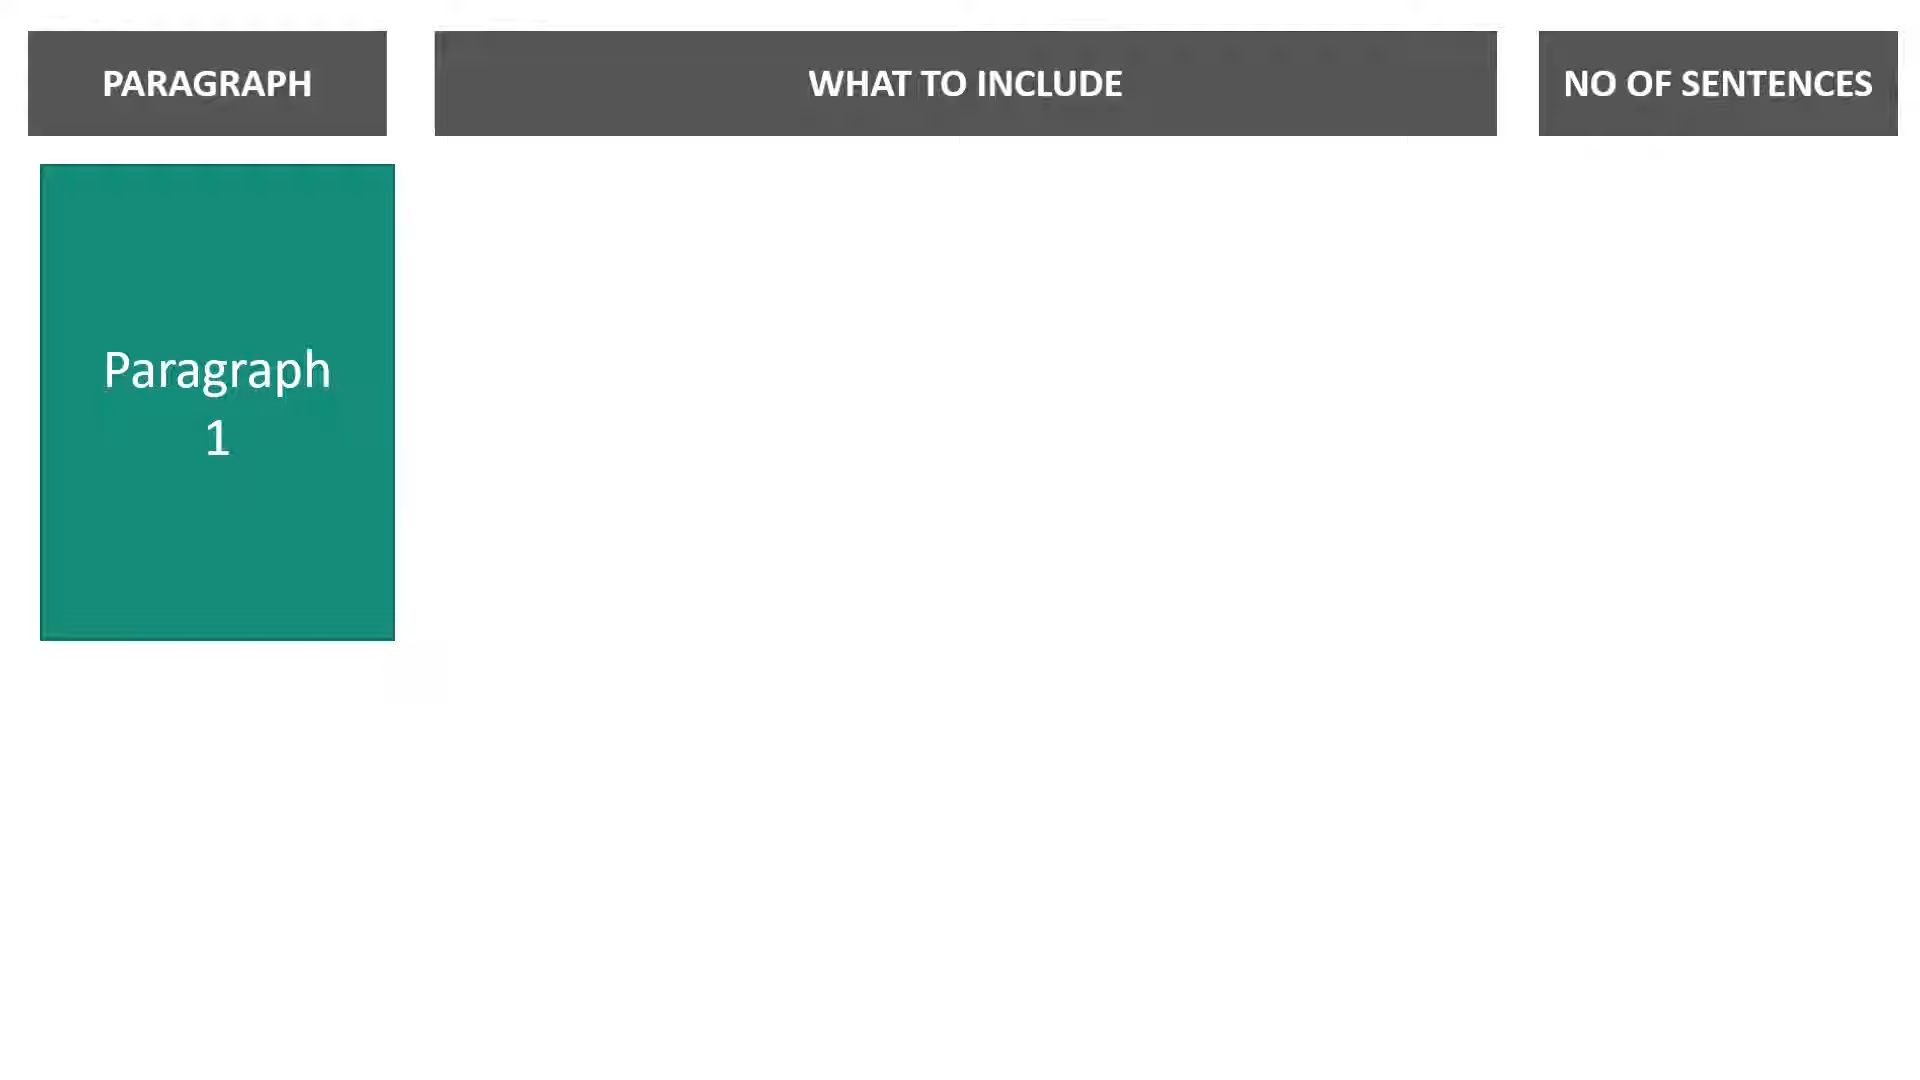 PARAGRAPH
WHAT TO INCLUDE
NO OF SENTENCES
Paragraph
1